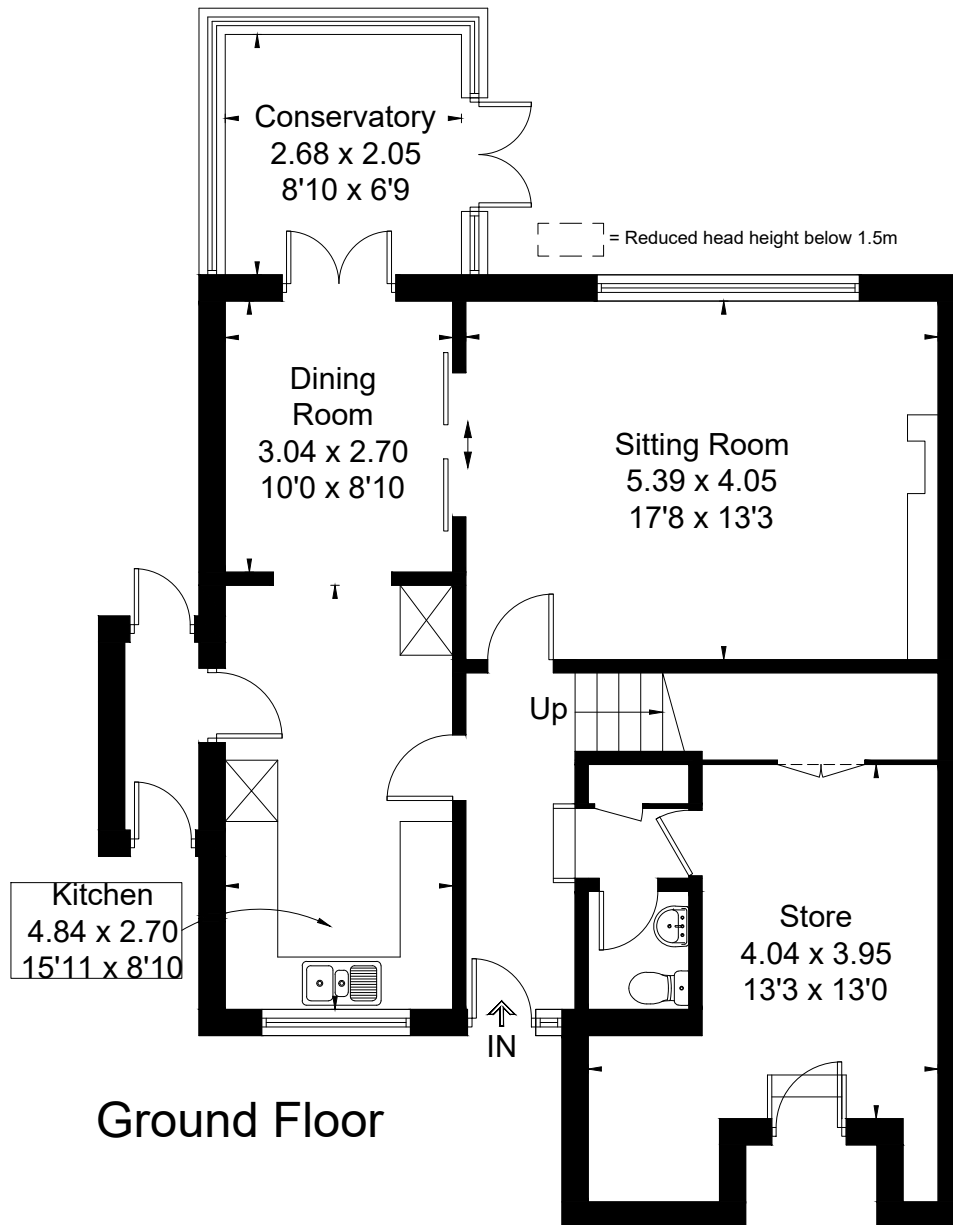 Conservatory
2.68 x 2.05
8'10 x 6'9
= Reduced head height below 1.5m
Dining
Room
3.04 x 2.70
10'0 x 8'10
Sitting Room
5.39 x 4.05
17'8 x 13'3
Up
Kitchen
4.84 x 2.70
15'11 x 8'10
Store
4.04 x 3.95
13'3 x 13'0
IN
Ground Floor